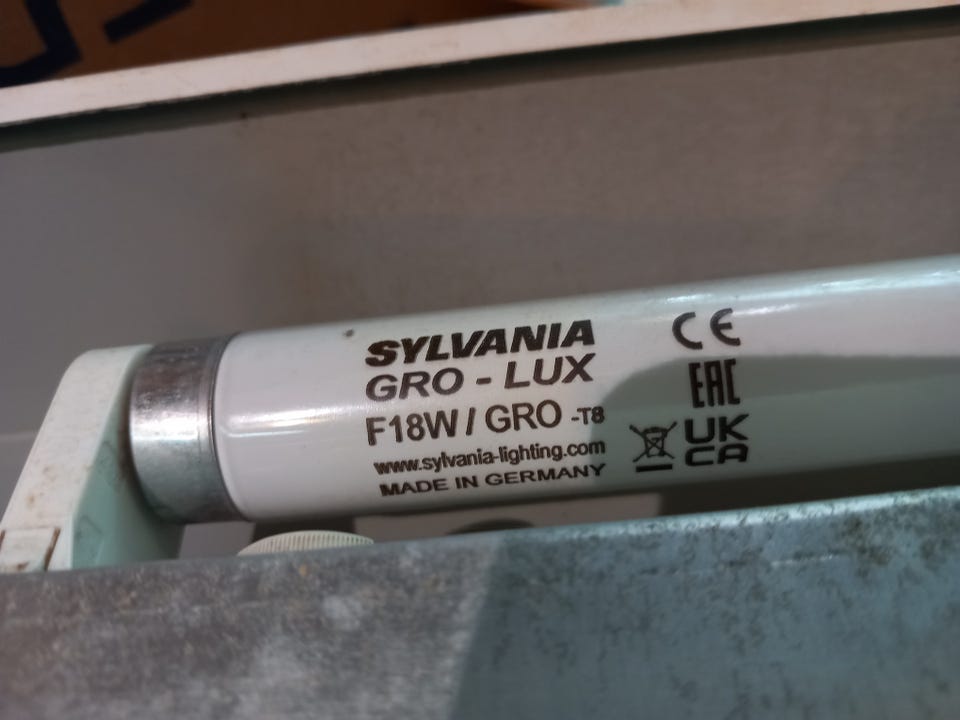 SYLVANIA
GRO - LUX
F18W / GRO -T8
www.sylvania-lighting.com
MADE IN GERMANY
CE
EAC
UK
CA